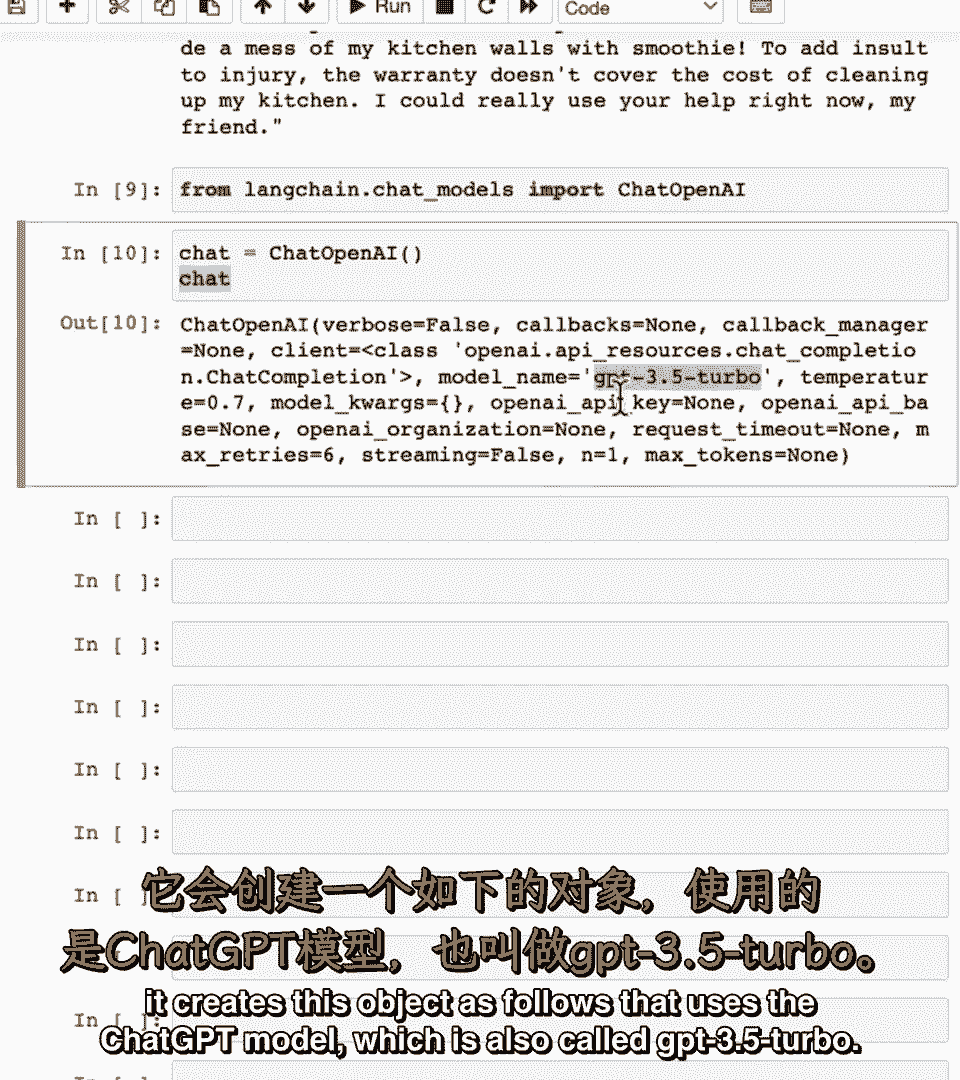 Run
Code
de a mess of my kitchen walls with smoothie! To add insult
to injury, the warranty doesn't cover the cost of cleaning
up my kitchen. I could really use your help right now, my
friend."
In [9]: from langchain.chat_models import ChatOpenAI
In [10]: chat = ChatOpenAI()
chat
Out[10]: ChatOpenAI(verbose=False, callbacks=None, callback_manager
=None, client=<class 'openai.api_resources.chat_completio
n.ChatCompletion'>, model_name='gpt-3.5-turbo', temperatur
e=0.7, model_kwargs={}, openai_api_key=None, openai_api_ba
se=None, openai_organization=None, request_timeout=None, m
ax_retries=6, streaming=False, n=1, max_tokens=None)
In [ ]:
In [ ]:
In [ ]:
In [ ]:
In [ ]:
In [ ]:
In [ ]:
它会创建一个如下的对象，使用的
是ChatGPT模型，也叫做gpt-3.5-turbo。
In [ ]:
it creates this object as follows that uses the
ChatGPT model, which is also called gpt-3.5-turbo.